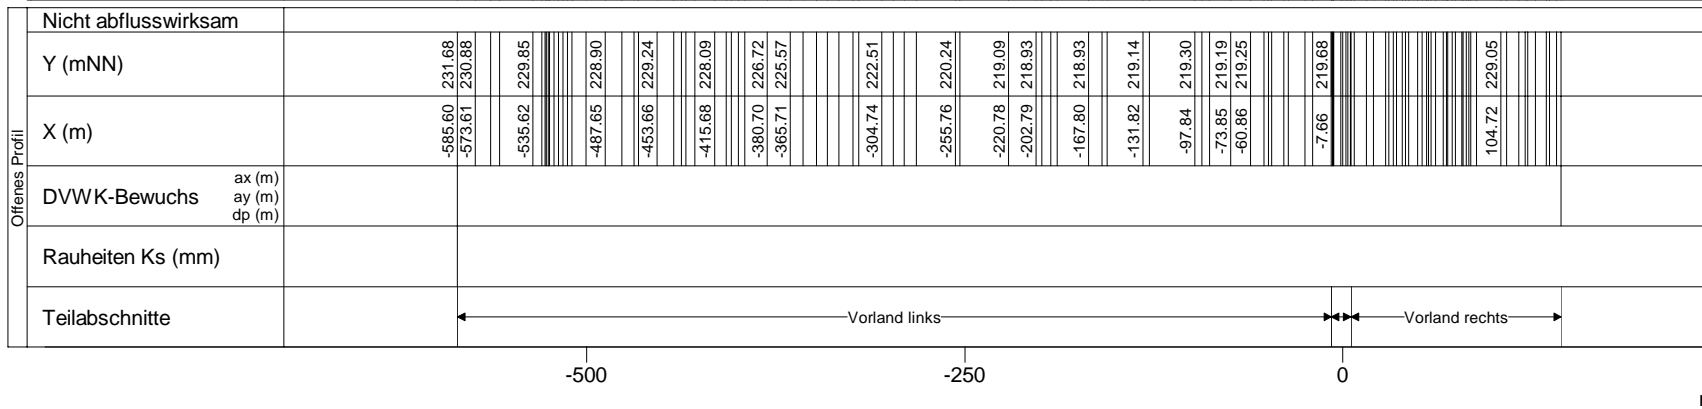 Offenes Profil
Nicht abflusswirksam
Y (mNN)
231.68 230.88 229.85 228.90 229.24 228.09 226.72 225.57 222.51 220.24 219.09 218.93 218.93 219.14 219.30 219.19 219.25 219.68 229.05
X (m)
-585.60 -573.61 -535.62 -487.65 -453.66 -415.68 -380.70 -365.71 -304.74 -255.76 -220.78 -202.79 -167.80 -131.82 -97.84 -73.85 -60.86 -7.66 104.72
DVWK-Bewuchs
ax (m)
ay (m)
dp (m)
Rauheiten Ks (mm)
Teilabschnitte Vorland links Vorland rechts
-500 -250 0